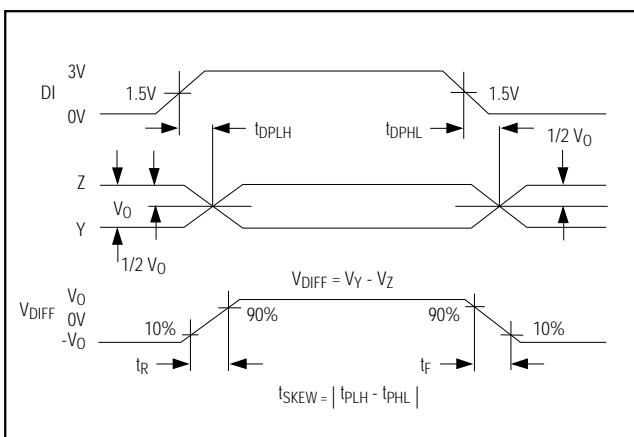 3V
DI
1.5V
1.5V
0V
tDPLH
tDPHL
1/2 VO
Z
VO
Y
1/2 VO
VDIFF = VY - VZ
VO
VDIFF
0V
-VO
10%
90%
90%
10%
tR
tF
tSKEW = | tPLH - tPHL |